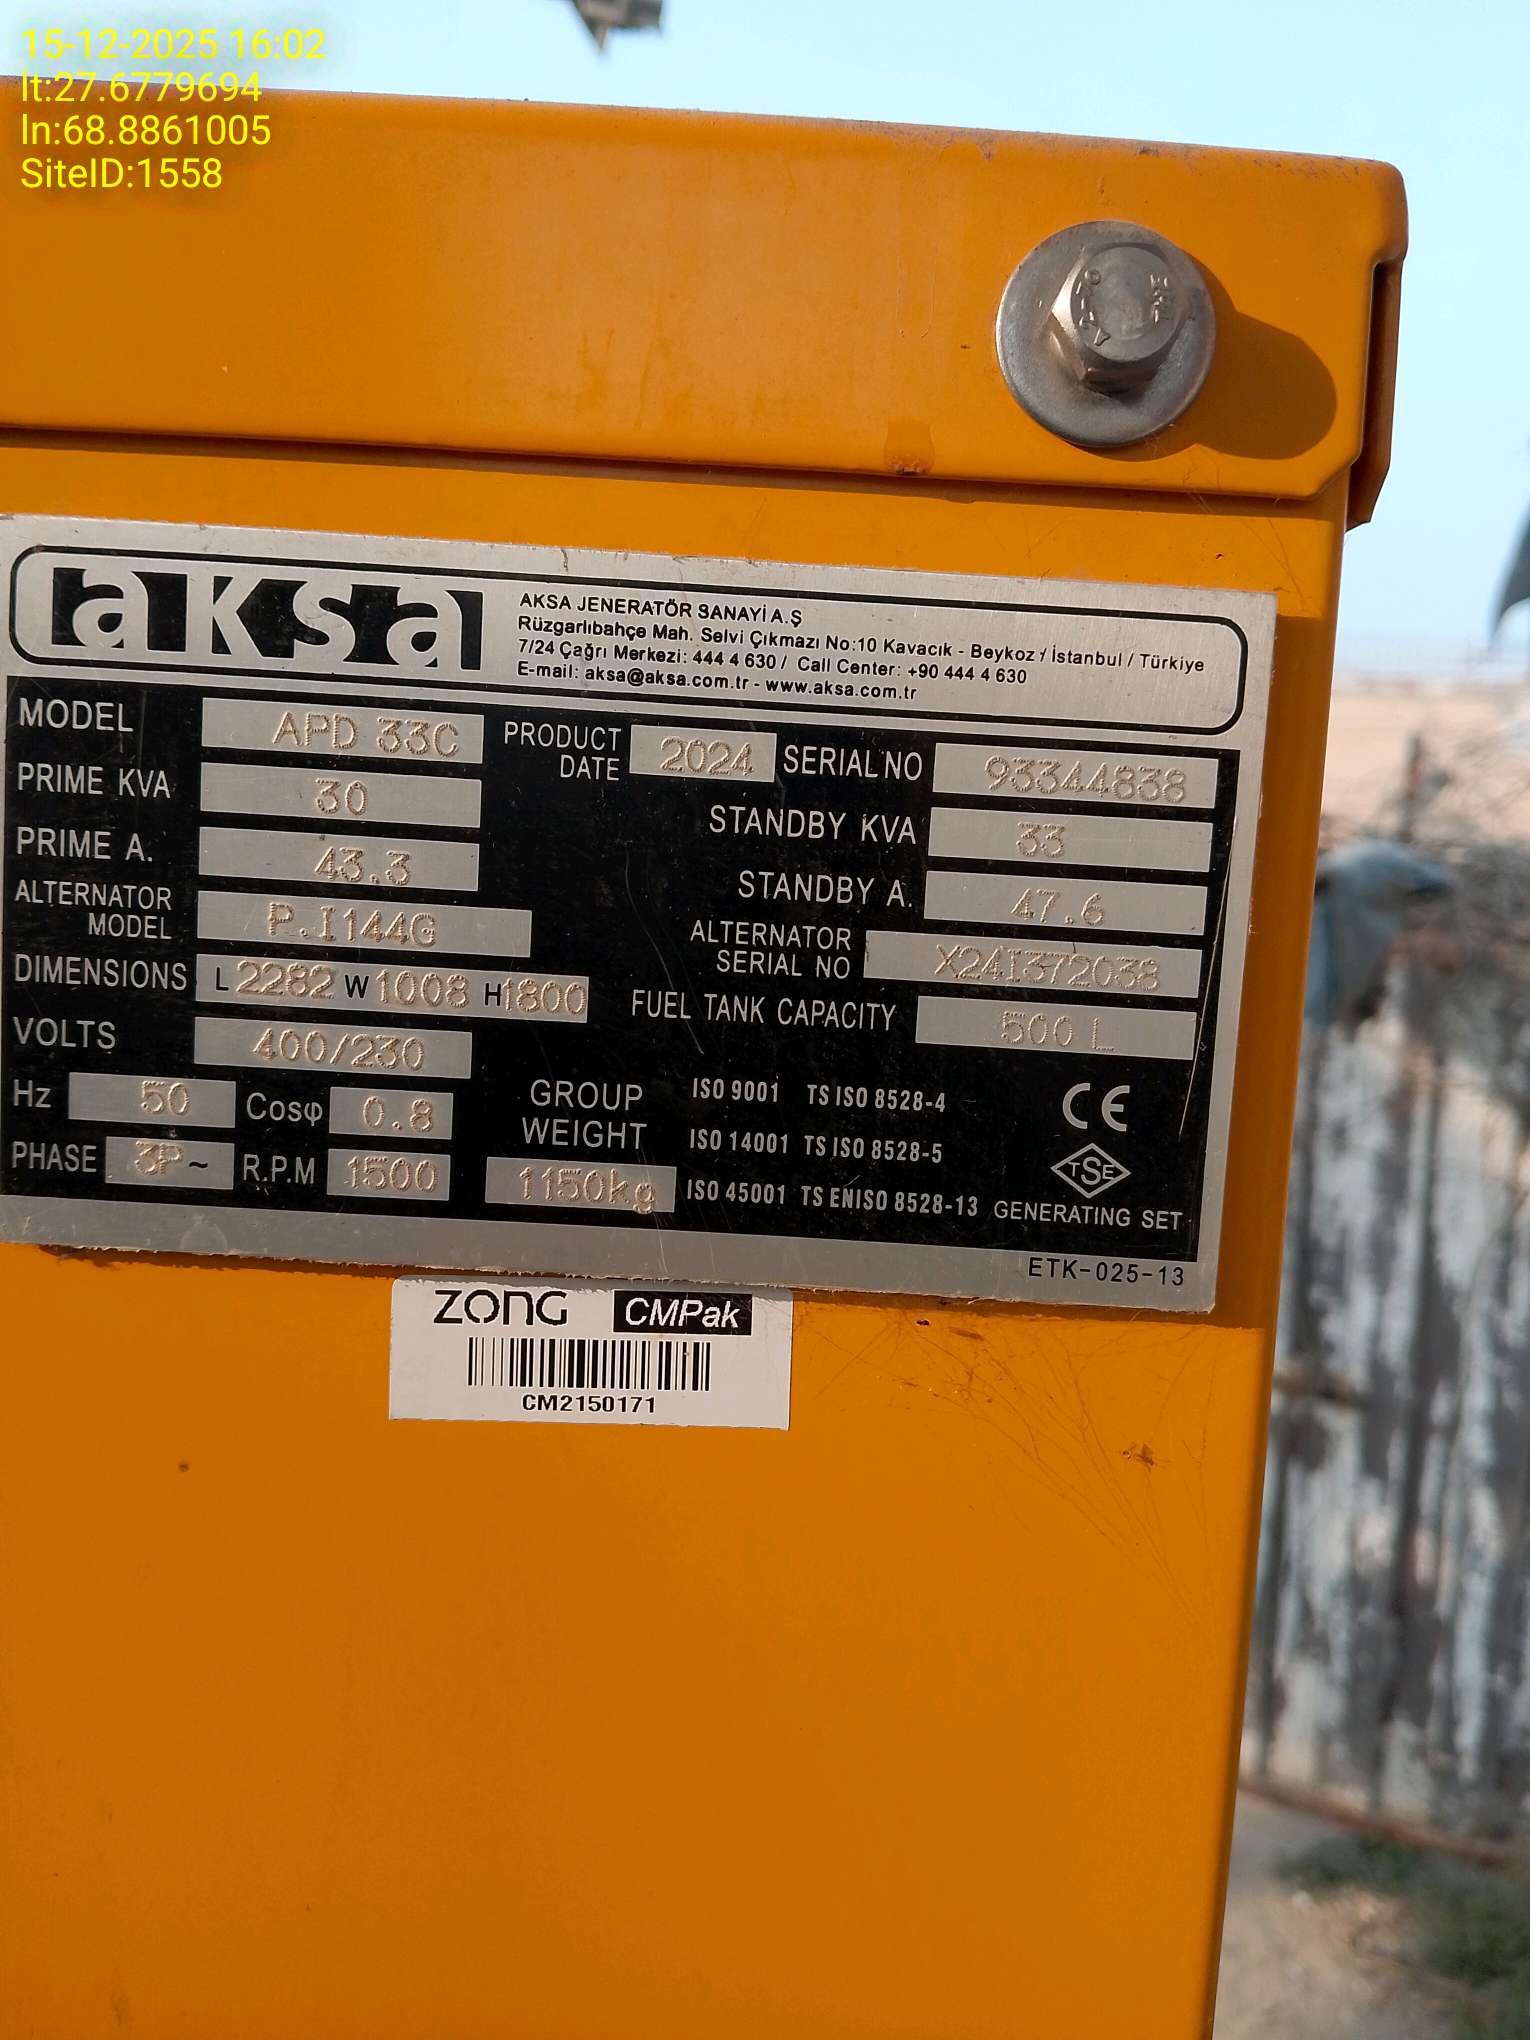 15-12-2025 16:02
lt:27.6779694
ln:68.8861005
SiteID:1558
A2-70
THE
aksa
AKSA JENERATÖR SANAYİ A.Ş
Rüzgarlıbahçe Mah. Selvi Çıkmazı No:10 Kavacık - Beykoz / İstanbul / Türkiye
7/24 Çağrı Merkezi: 444 4 630 / Call Center: +90 444 4 630
E-mail: aksa@aksa.com.tr - www.aksa.com.tr
MODEL APD 33C PRODUCT DATE 2024 SERIAL NO 93344838
PRIME KVA 30 STANDBY KVA 33
PRIME A. 43.3 STANDBY A. 47.6
ALTERNATOR MODEL P.I144G ALTERNATOR SERIAL NO X24I372038
DIMENSIONS L 2282 W 1008 H 1800 FUEL TANK CAPACITY 500 L
VOLTS 400/230
Hz 50 Cosφ 0.8 GROUP WEIGHT 1150kg
PHASE 3P~ R.P.M 1500
ISO 9001 TS ISO 8528-4
ISO 14001 TS ISO 8528-5
ISO 45001 TS ENISO 8528-13
CE
TSE
GENERATING SET
ETK-025-13
ZONG CMPak
CM2150171